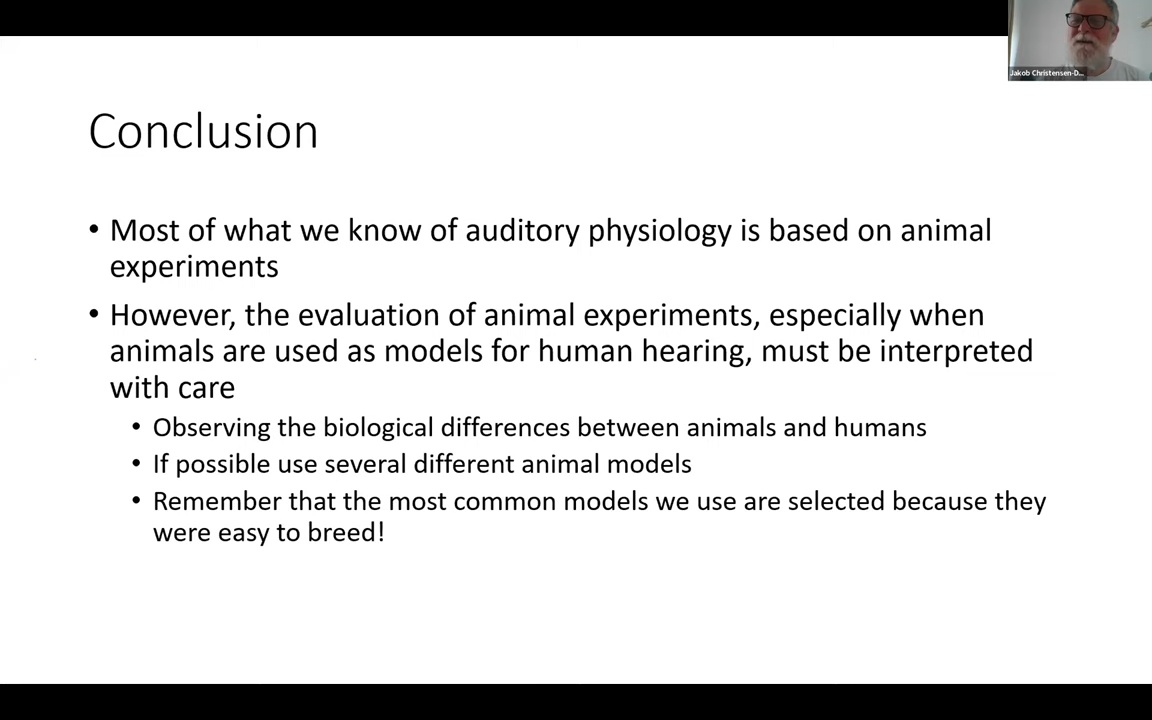 Jakob Christensen-D...
Conclusion
• Most of what we know of auditory physiology is based on animal
experiments
• However, the evaluation of animal experiments, especially when
animals are used as models for human hearing, must be interpreted
with care
• Observing the biological differences between animals and humans
• If possible use several different animal models
• Remember that the most common models we use are selected because they
were easy to breed!